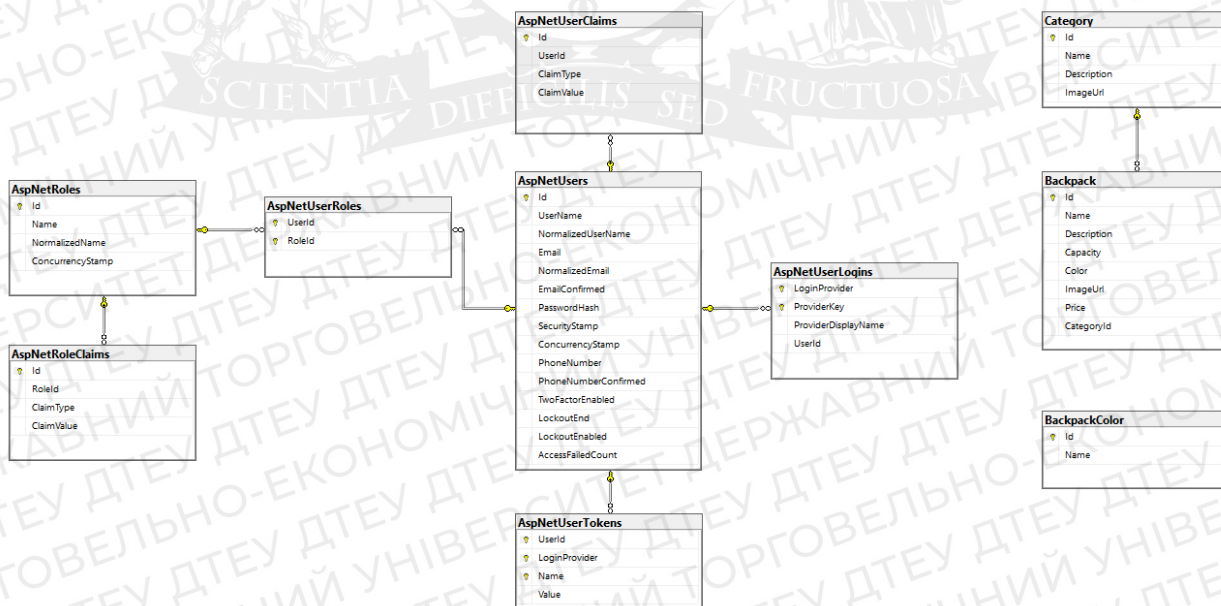 AspNetUserClaims
Id
UserId
ClaimType
ClaimValue
Category
Id
Name
Description
ImageUrl
AspNetRoles
Id
Name
NormalizedName
ConcurrencyStamp
AspNetUserRoles
UserId
RoleId
AspNetUsers
Id
UserName
NormalizedUserName
Email
NormalizedEmail
EmailConfirmed
PasswordHash
SecurityStamp
ConcurrencyStamp
PhoneNumber
PhoneNumberConfirmed
TwoFactorEnabled
LockoutEnd
LockoutEnabled
AccessFailedCount
AspNetUserLogins
LoginProvider
ProviderKey
ProviderDisplayName
UserId
Backpack
Id
Name
Description
Capacity
Color
ImageUrl
Price
CategoryId
AspNetRoleClaims
Id
RoleId
ClaimType
ClaimValue
BackpackColor
Id
Name
AspNetUserTokens
UserId
LoginProvider
Name
Value
SCIENTIA DIFFICILIS SED FRUCTUOSA